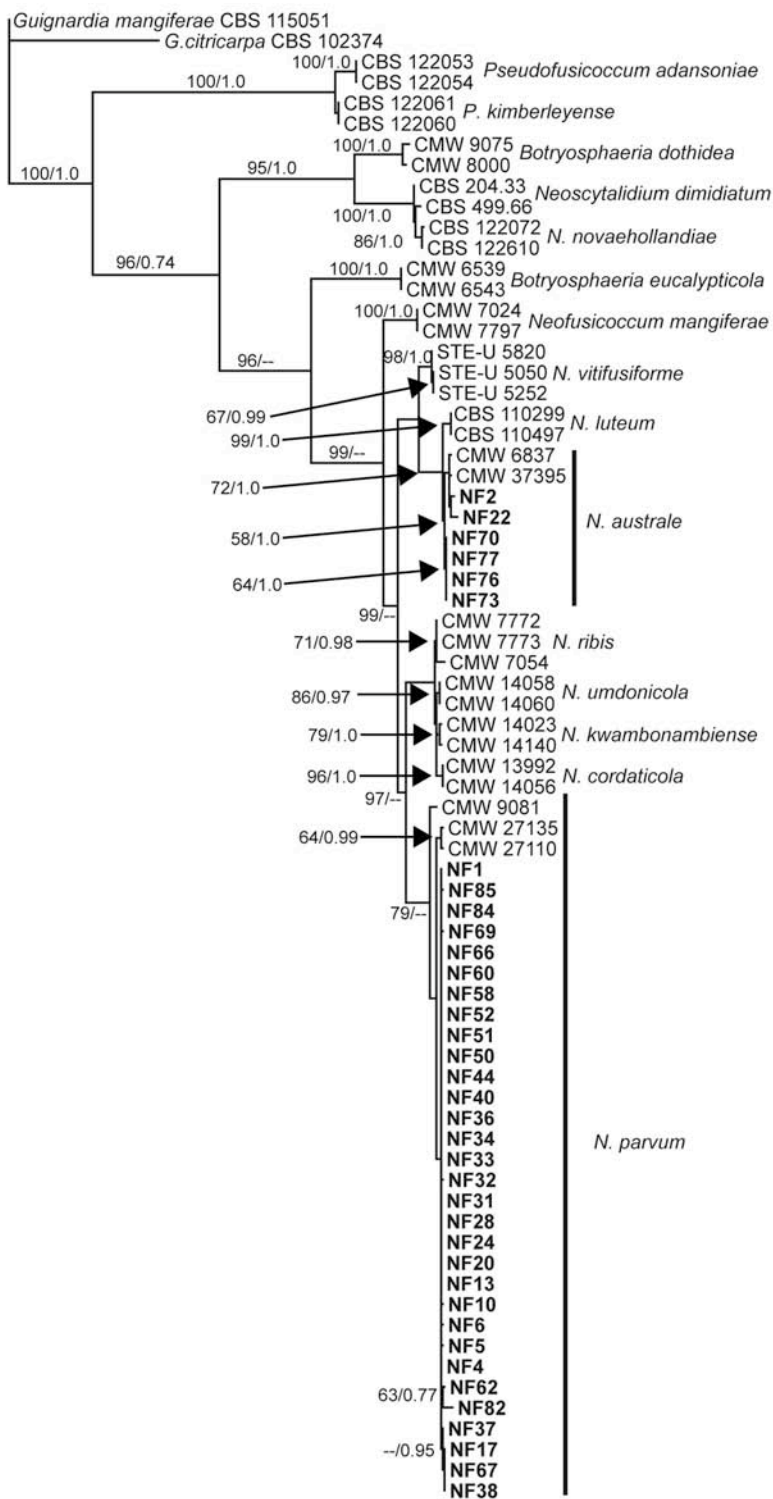 Guignardia mangiferae CBS 115051
G.citricarpa CBS 102374
100/1.0 CBS 122053
CBS 122054 Pseudofusicoccum adansoniae
100/1.0
CBS 122061
CBS 122060 P. kimberleyense
100/1.0 CMW 9075
CMW 8000 Botryosphaeria dothidea
95/1.0
100/1.0
CBS 204.33
CBS 499.66 Neoscytalidium dimidiatum
100/1.0
CBS 122072
86/1.0 CBS 122610 N. novaehollandiae
96/0.74
100/1.0 CMW 6539
CMW 6543 Botryosphaeria eucalypticola
100/1.0 CMW 7024
CMW 7797 Neofusicoccum mangiferae
98/1.0 STE-U 5820
96/--
STE-U 5050 N. vitifusiforme
STE-U 5252
67/0.99
CBS 110299
99/1.0
CBS 110497 N. luteum
99/--
CMW 6837
CMW 37395
72/1.0
NF2
NF22 N. australe
58/1.0
NF70
NF77
64/1.0
NF76
NF73
99/--
CMW 7772
71/0.98 CMW 7773 N. ribis
CMW 7054
CMW 14058
86/0.97
CMW 14060 N. umdonicola
CMW 14023
79/1.0
CMW 14140 N. kwambonambiense
CMW 13992
96/1.0
CMW 14056 N. cordaticola
97/--
CMW 9081
CMW 27135
64/0.99
CMW 27110
NF1
NF85
79/-- NF84
NF69
NF66
NF60
NF58
NF52
NF51
NF50
NF44
NF40
NF36
NF34 N. parvum
NF33
NF32
NF31
NF28
NF24
NF20
NF13
NF10
NF6
NF5
NF4
63/0.77 NF62
NF82
NF37
--/0.95 NF17
NF67
NF38